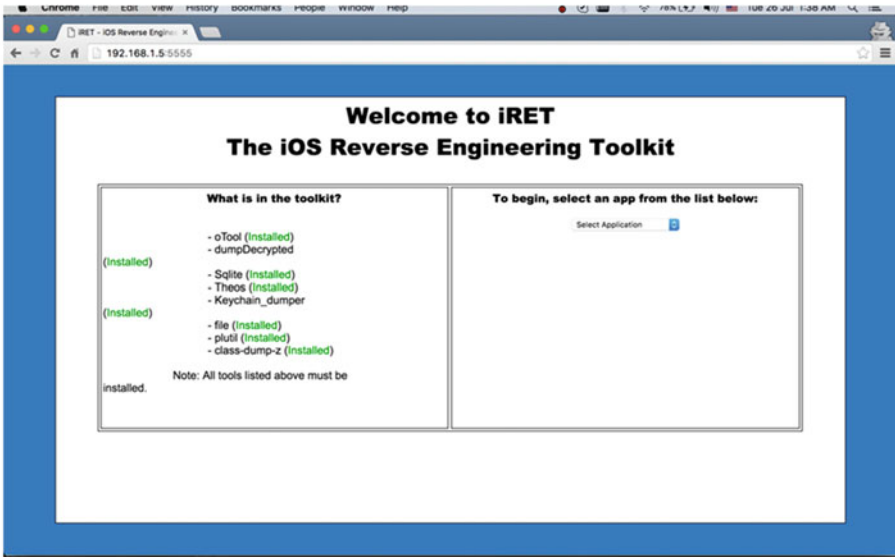 Chrome File Edit View History Bookmarks People Window Help
78% Tue 26 Jul 1:38 AM
iRET - iOS Reverse Engine
192.168.1.5:5555
Welcome to iRET
The iOS Reverse Engineering Toolkit
What is in the toolkit?
- oTool (Installed)
- dumpDecrypted
(Installed)
- Sqlite (Installed)
- Theos (Installed)
- Keychain_dumper
(Installed)
- file (Installed)
- plutil (Installed)
- class-dump-z (Installed)
Note: All tools listed above must be
installed.
To begin, select an app from the list below:
Select Application